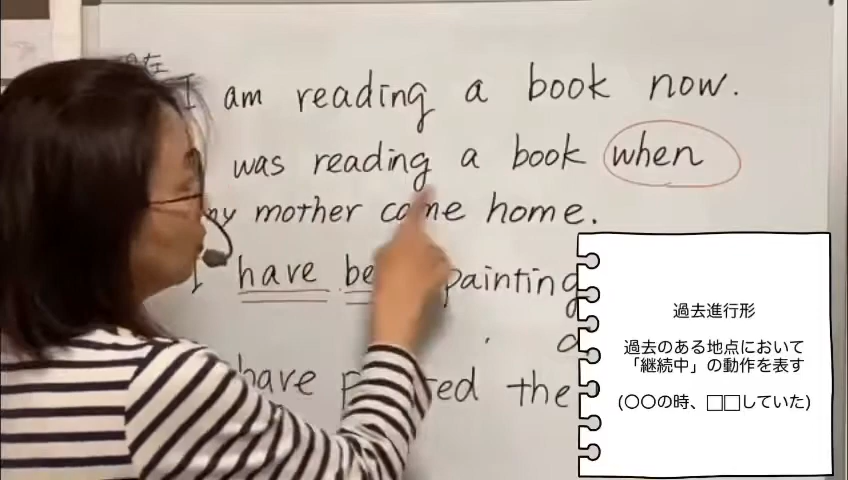 現在
I am reading a book now.
was reading a book when
my mother came home.
I have painting
have the
過去進行形
過去のある地点において
「継続中」の動作を表す
(〇〇の時、□□していた)